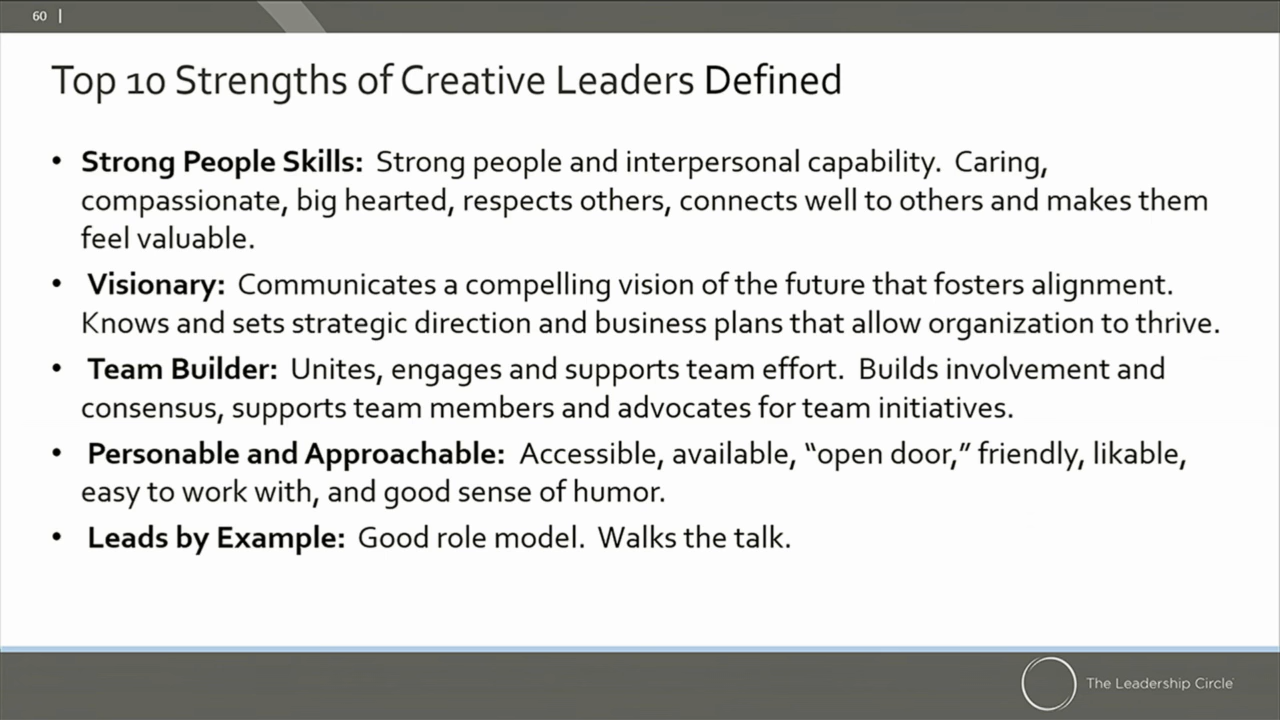 60 |
Top 10 Strengths of Creative Leaders Defined
• Strong People Skills: Strong people and interpersonal capability. Caring,
compassionate, big hearted, respects others, connects well to others and makes them
feel valuable.
• Visionary: Communicates a compelling vision of the future that fosters alignment.
Knows and sets strategic direction and business plans that allow organization to thrive.
• Team Builder: Unites, engages and supports team effort. Builds involvement and
consensus, supports team members and advocates for team initiatives.
• Personable and Approachable: Accessible, available, “open door,” friendly, likable,
easy to work with, and good sense of humor.
• Leads by Example: Good role model. Walks the talk.
The Leadership Circle